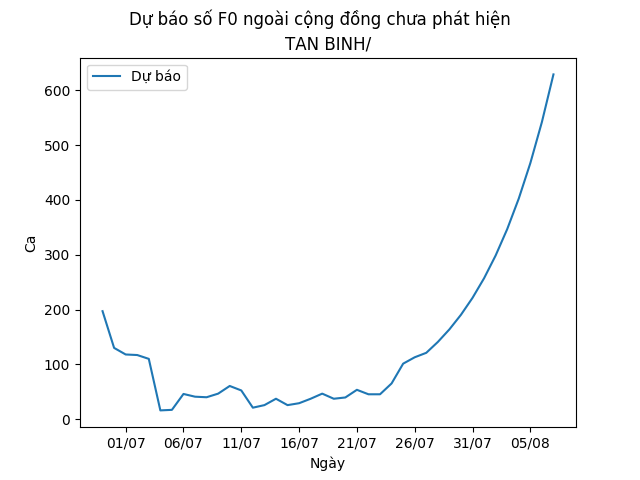 Dự báo số F0 ngoài cộng đồng chưa phát hiện
TAN BINH/
Dự báo
Ca
600
500
400
300
200
100
0
01/07 06/07 11/07 16/07 21/07 26/07 31/07 05/08
Ngày